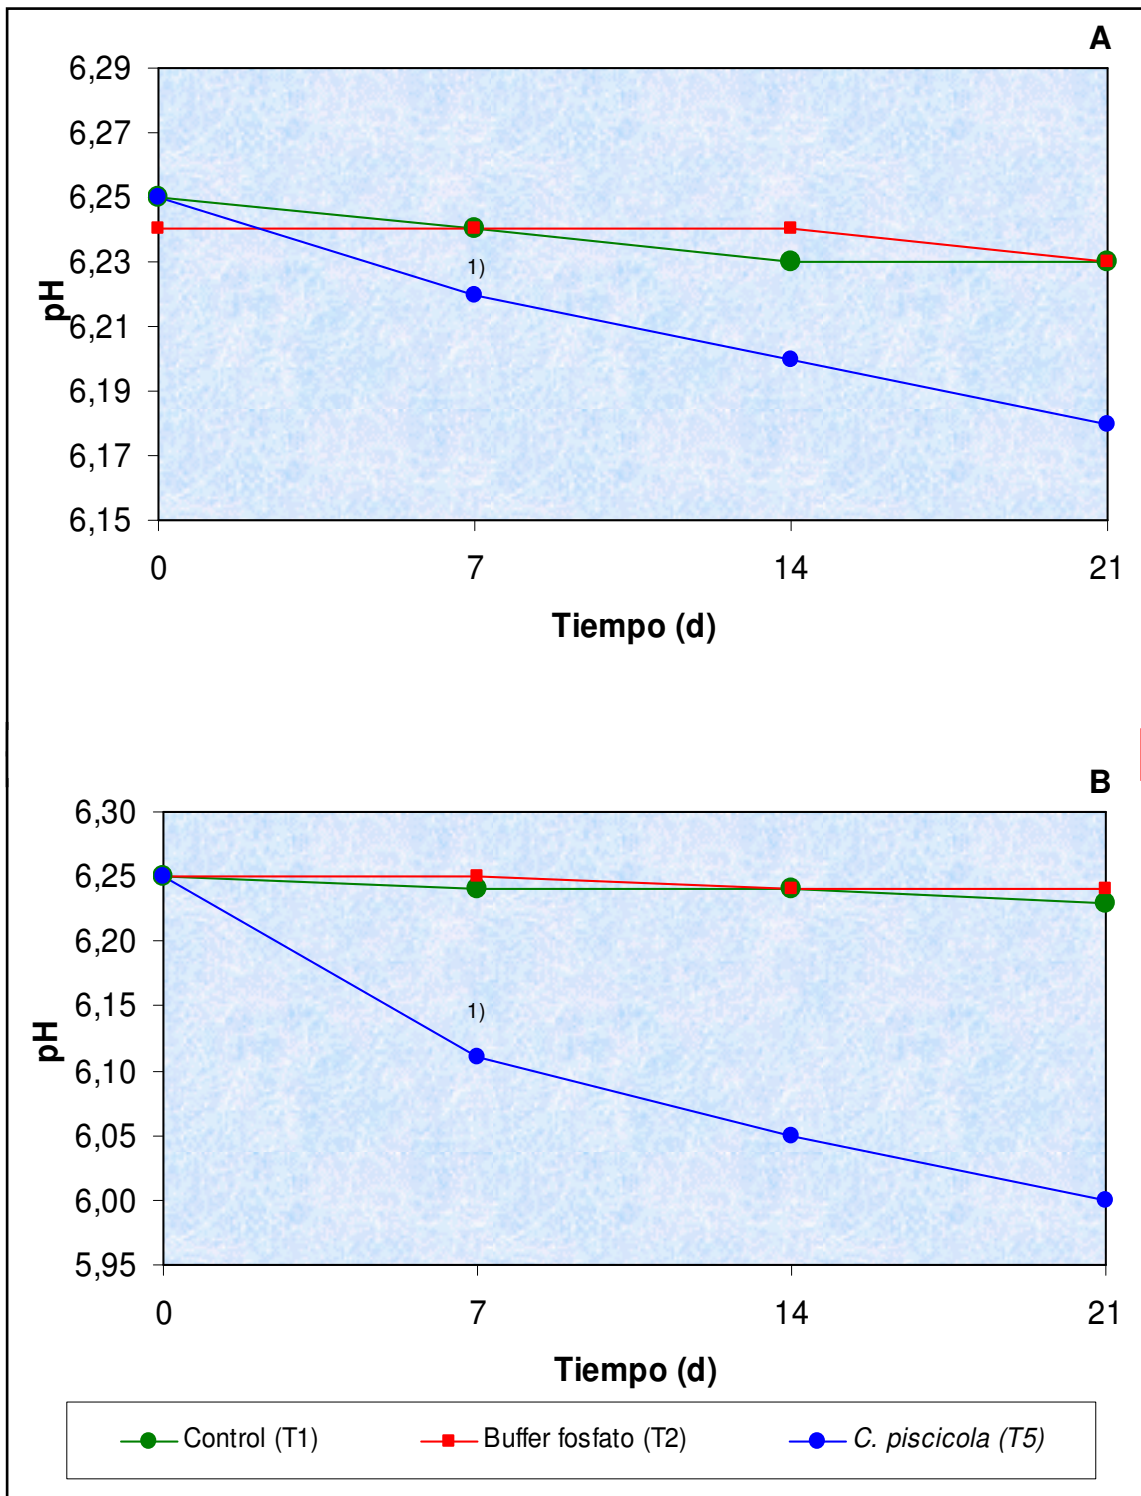 A
6,29
6,27
6,25
6,23
6,21
6,19
6,17
6,15
pH
1)
0 7 14 21
Tiempo (d)
B
6,30
6,25
6,20
6,15
6,10
6,05
6,00
5,95
pH
1)
0 7 14 21
Tiempo (d)
Control (T1) Buffer fosfato (T2) C. piscicola (T5)